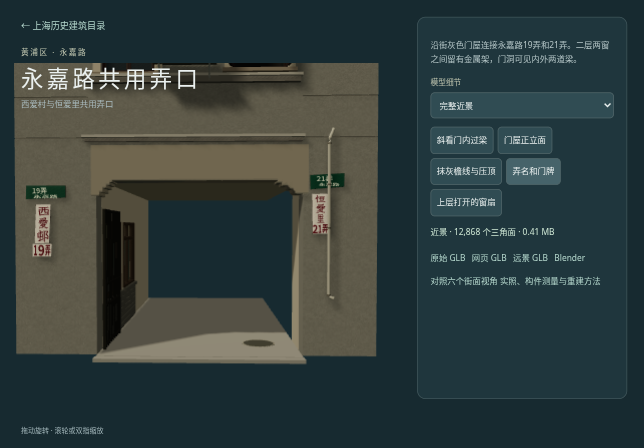 ← 上海历史建筑目录
黄浦区 · 永嘉路
永嘉路共用弄口
西爱村与恒爱里共用弄口
19弄
西爱邨
19弄
21弄
恒爱里
21弄
拖动旋转 · 滚轮或双指缩放
沿街灰色门屋连接永嘉路19弄和21弄。二层两窗
之间留有金属架，门洞可见内外两道梁。
模型细节
完整近景
斜看门内过梁
门屋正立面
抹灰檐线与压顶
弄名和门牌
上层打开的窗扇
近景 · 12,868 个三角面 · 0.41 MB
原始 GLB 网页 GLB 远景 GLB Blender
对照六个街面视角 实照、构件测量与重建方法